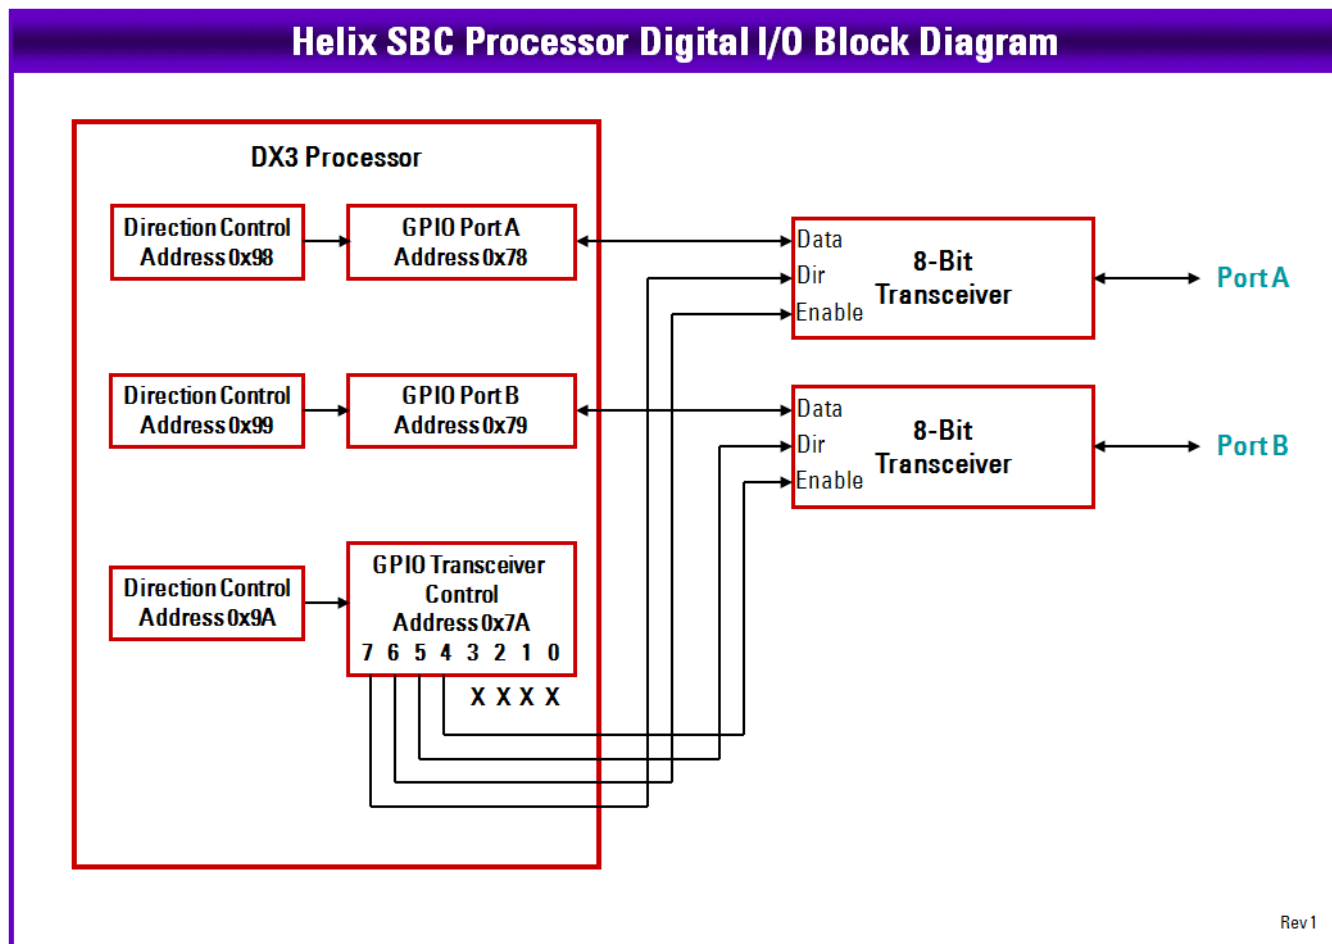 Helix SBC Processor Digital I/O Block Diagram
DX3 Processor
Direction Control
Address 0x98
GPIO Port A
Address 0x78
Data
Dir
Enable
8-Bit
Transceiver
Port A
Direction Control
Address 0x99
GPIO Port B
Address 0x79
Data
Dir
Enable
8-Bit
Transceiver
Port B
Direction Control
Address 0x9A
GPIO Transceiver
Control
Address 0x7A
7 6 5 4 3 2 1 0
X X X X
Rev 1